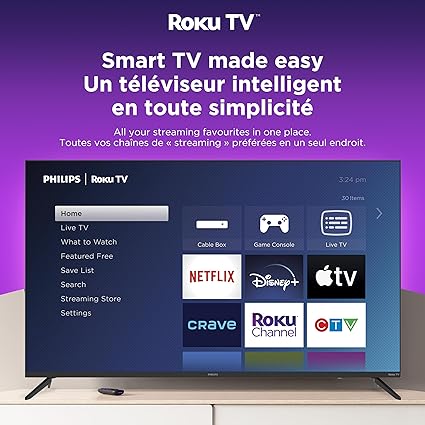 Roku TV™
Smart TV made easy
Un téléviseur intelligent
en toute simplicité
All your streaming favourites in one place.
Toutes vos chaînes de « streaming » préférées en un seul endroit.
PHILIPS | Roku TV
3:24 pm
30 Items
Home
Live TV
What to Watch
Featured Free
Save List
Search
Streaming Store
Settings
Cable Box
Game Console
Live TV
NETFLIX
Disney+
tv
CRAVE
Roku
Channel
CTV
PHILIPS
Roku TV